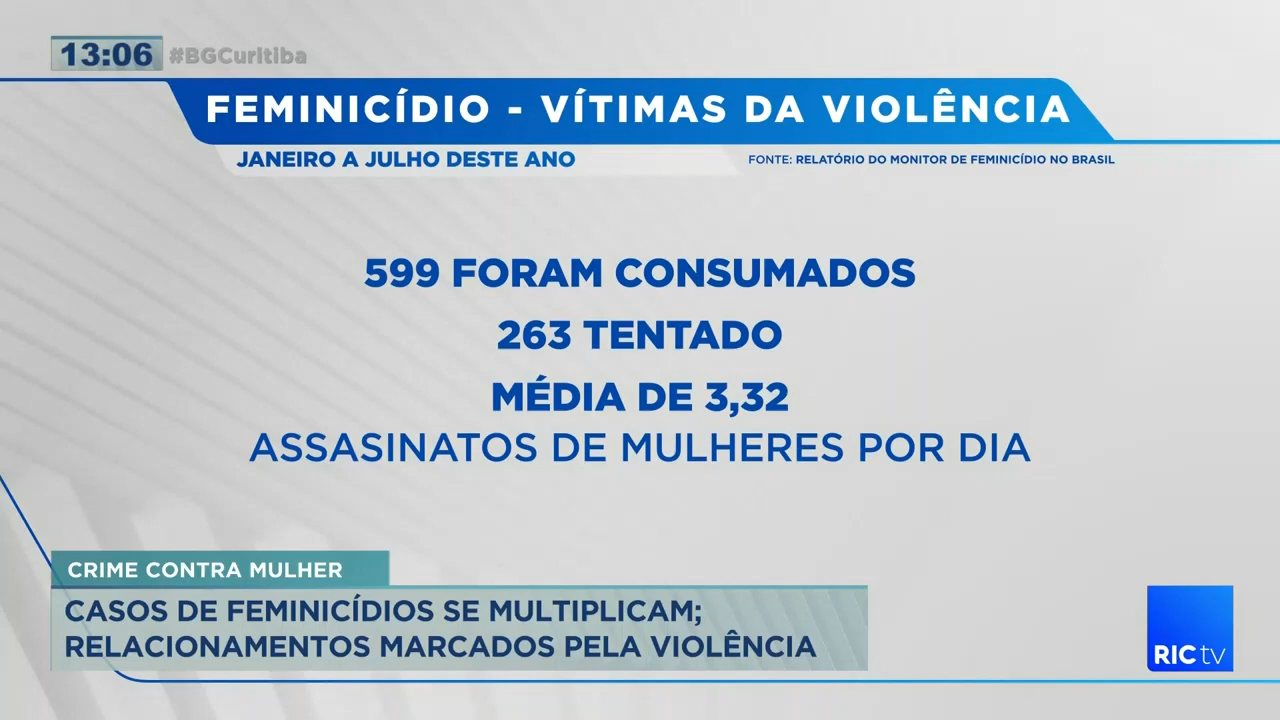 13:06 #BGCuritiba
FEMINICÍDIO - VÍTIMAS DA VIOLÊNCIA
JANEIRO A JULHO DESTE ANO
FONTE: RELATÓRIO DO MONITOR DE FEMINICÍDIO NO BRASIL
599 FORAM CONSUMADOS
263 TENTADO
MÉDIA DE 3,32
ASSASINATOS DE MULHERES POR DIA
CRIME CONTRA MULHER
CASOS DE FEMINICÍDIOS SE MULTIPLICAM;
RELACIONAMENTOS MARCADOS PELA VIOLÊNCIA
RIC tv